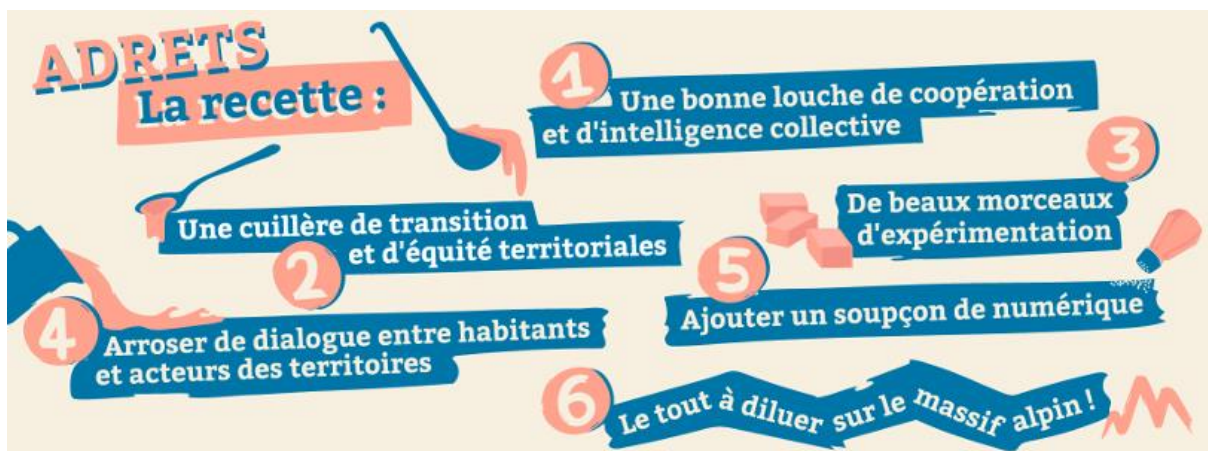 ADRETS
La recette :
1
Une bonne louche de coopération
et d'intelligence collective
Une cuillère de transition
et d'équité territoriales
2
3
De beaux morceaux
d'expérimentation
4
Arroser de dialogue entre habitants
et acteurs des territoires
5
Ajouter un soupçon de numérique
6
Le tout à diluer sur le massif alpin !